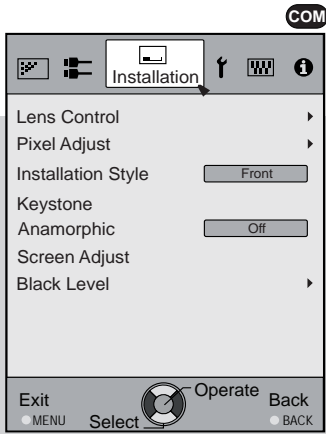 COM
Installation
Lens Control
Pixel Adjust
Installation Style Front
Keystone
Anamorphic Off
Screen Adjust
Black Level
Exit Operate Back
MENU Select BACK